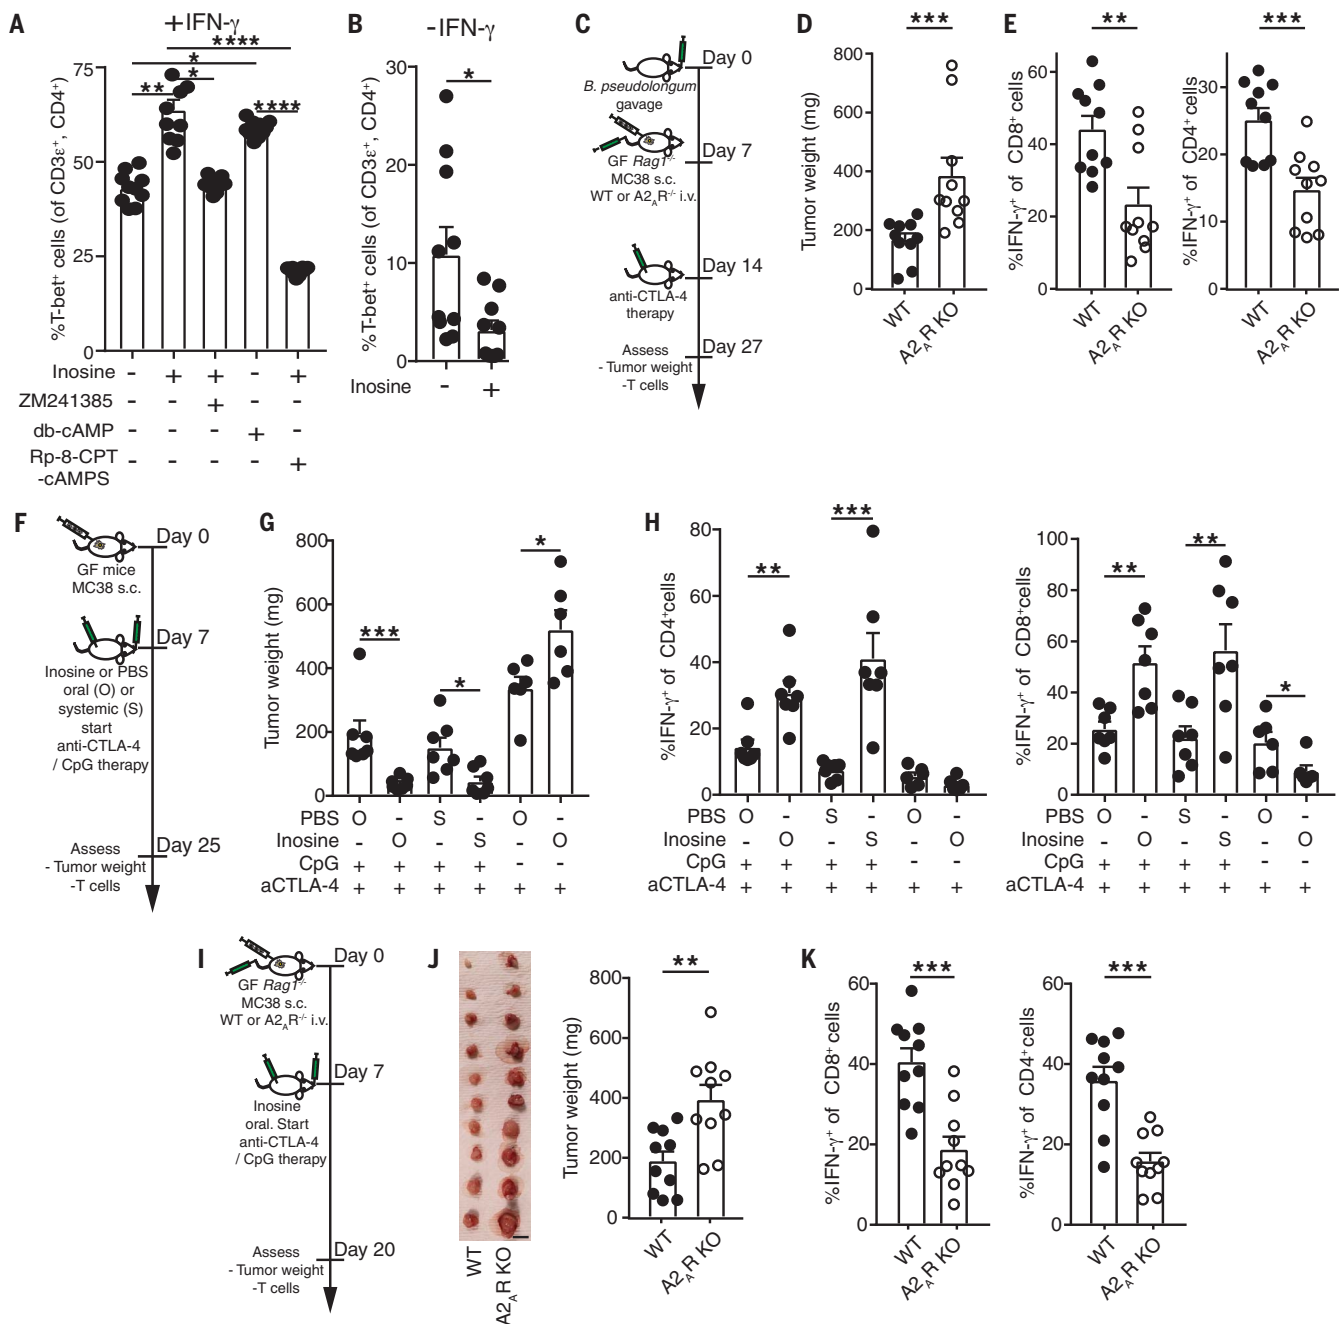 A
+IFN-γ
**** 
*
** *
****
%T-bet⁺ cells (of CD3ε⁺, CD4⁺)
75
50
25
0
Inosine - + + - +
ZM241385 - - + - -
db-cAMP - - - + -
Rp-8-CPT
-cAMPS - - - - +
B
-IFN-γ
*
%T-bet⁺ cells (of CD3ε⁺, CD4⁺)
30
20
10
0
Inosine - +
C
Day 0
B. pseudolongum
gavage
Day 7
GF Rag1⁻/⁻
MC38 s.c.
WT or A2AR⁻/⁻ i.v.
Day 14
anti-CTLA-4
therapy
Day 27
Assess
- Tumor weight
-T cells
D
***
Tumor weight (mg)
800
600
400
200
0
WT
A2AR KO
E
**
%IFN-γ⁺ of CD8⁺ cells
60
40
20
0
WT
A2AR KO
***
%IFN-γ⁺ of CD4⁺ cells
30
20
10
0
WT
A2AR KO
F
Day 0
GF mice
MC38 s.c.
Day 7
Inosine or PBS
oral (O) or
systemic (S)
start
anti-CTLA-4
/ CpG therapy
Day 25
Assess
- Tumor weight
-T cells
G
*** * *
Tumor weight (mg)
800
600
400
200
0
PBS O - S - O -
Inosine - O - S - O
CpG + + + + - -
aCTLA-4 + + + + + +
H
** ***
%IFN-γ⁺ of CD4⁺cells
80
60
40
20
0
PBS O - S - O -
Inosine - O - S - O
CpG + + + + - -
aCTLA-4 + + + + + +
** ** *
%IFN-γ⁺ of CD8⁺cells
100
80
60
40
20
0
O - S - O -
- O - S - O
+ + + + - -
+ + + + + +
I
Day 0
GF Rag1⁻/⁻
MC38 s.c.
WT or A2AR⁻/⁻ i.v.
Day 7
Inosine
oral. Start
anti-CTLA-4
/ CpG therapy
Day 20
Assess
- Tumor weight
-T cells
J
WT
A2AR KO
**
Tumor weight (mg)
800
600
400
200
0
WT
A2AR KO
K
***
%IFN-γ⁺ of CD8⁺ cells
60
40
20
0
WT
A2AR KO
***
%IFN-γ⁺ of CD4⁺cells
60
40
20
0
WT
A2AR KO